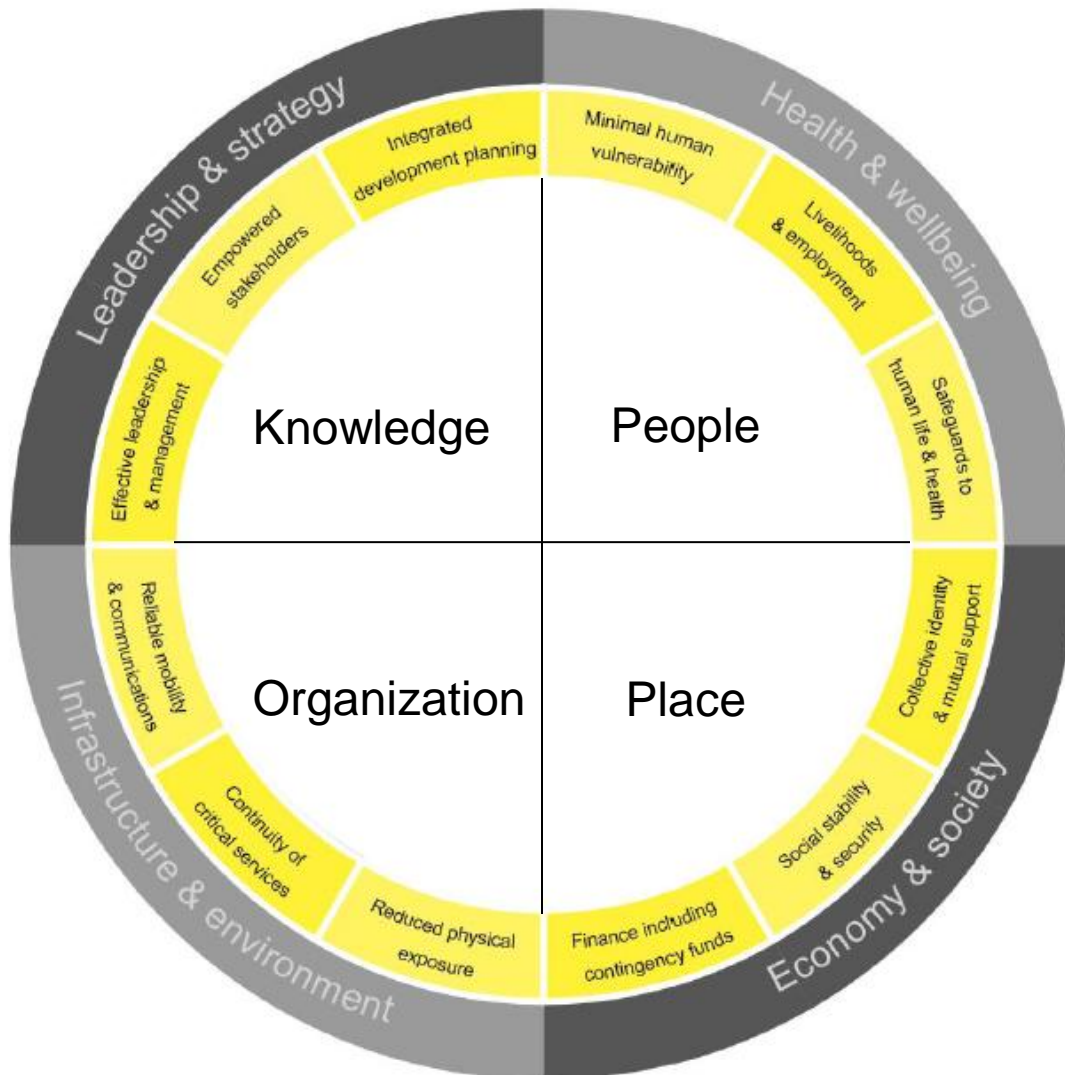 Leadership & strategy
Health & wellbeing
Integrated
development planning
Minimal human
vulnerability
Empowered
stakeholders
Livelihoods
& employment
Effective leadership
& management
Safeguards to
human life & health
Knowledge
People
Organization
Place
Reliable mobility
& communications
Collective identity
& mutual support
Continuity of
critical services
Social stability
& security
Reduced physical
exposure
Finance including
contingency funds
Infrastructure & environment
Economy & society